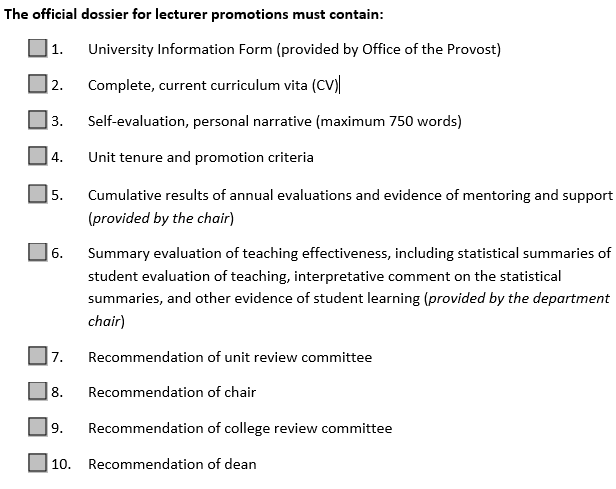 The official dossier for lecturer promotions must contain:
1. University Information Form (provided by Office of the Provost)
2. Complete, current curriculum vita (CV)
3. Self-evaluation, personal narrative (maximum 750 words)
4. Unit tenure and promotion criteria
5. Cumulative results of annual evaluations and evidence of mentoring and support
(provided by the chair)
6. Summary evaluation of teaching effectiveness, including statistical summaries of
student evaluation of teaching, interpretative comment on the statistical
summaries, and other evidence of student learning (provided by the department
chair)
7. Recommendation of unit review committee
8. Recommendation of chair
9. Recommendation of college review committee
10. Recommendation of dean